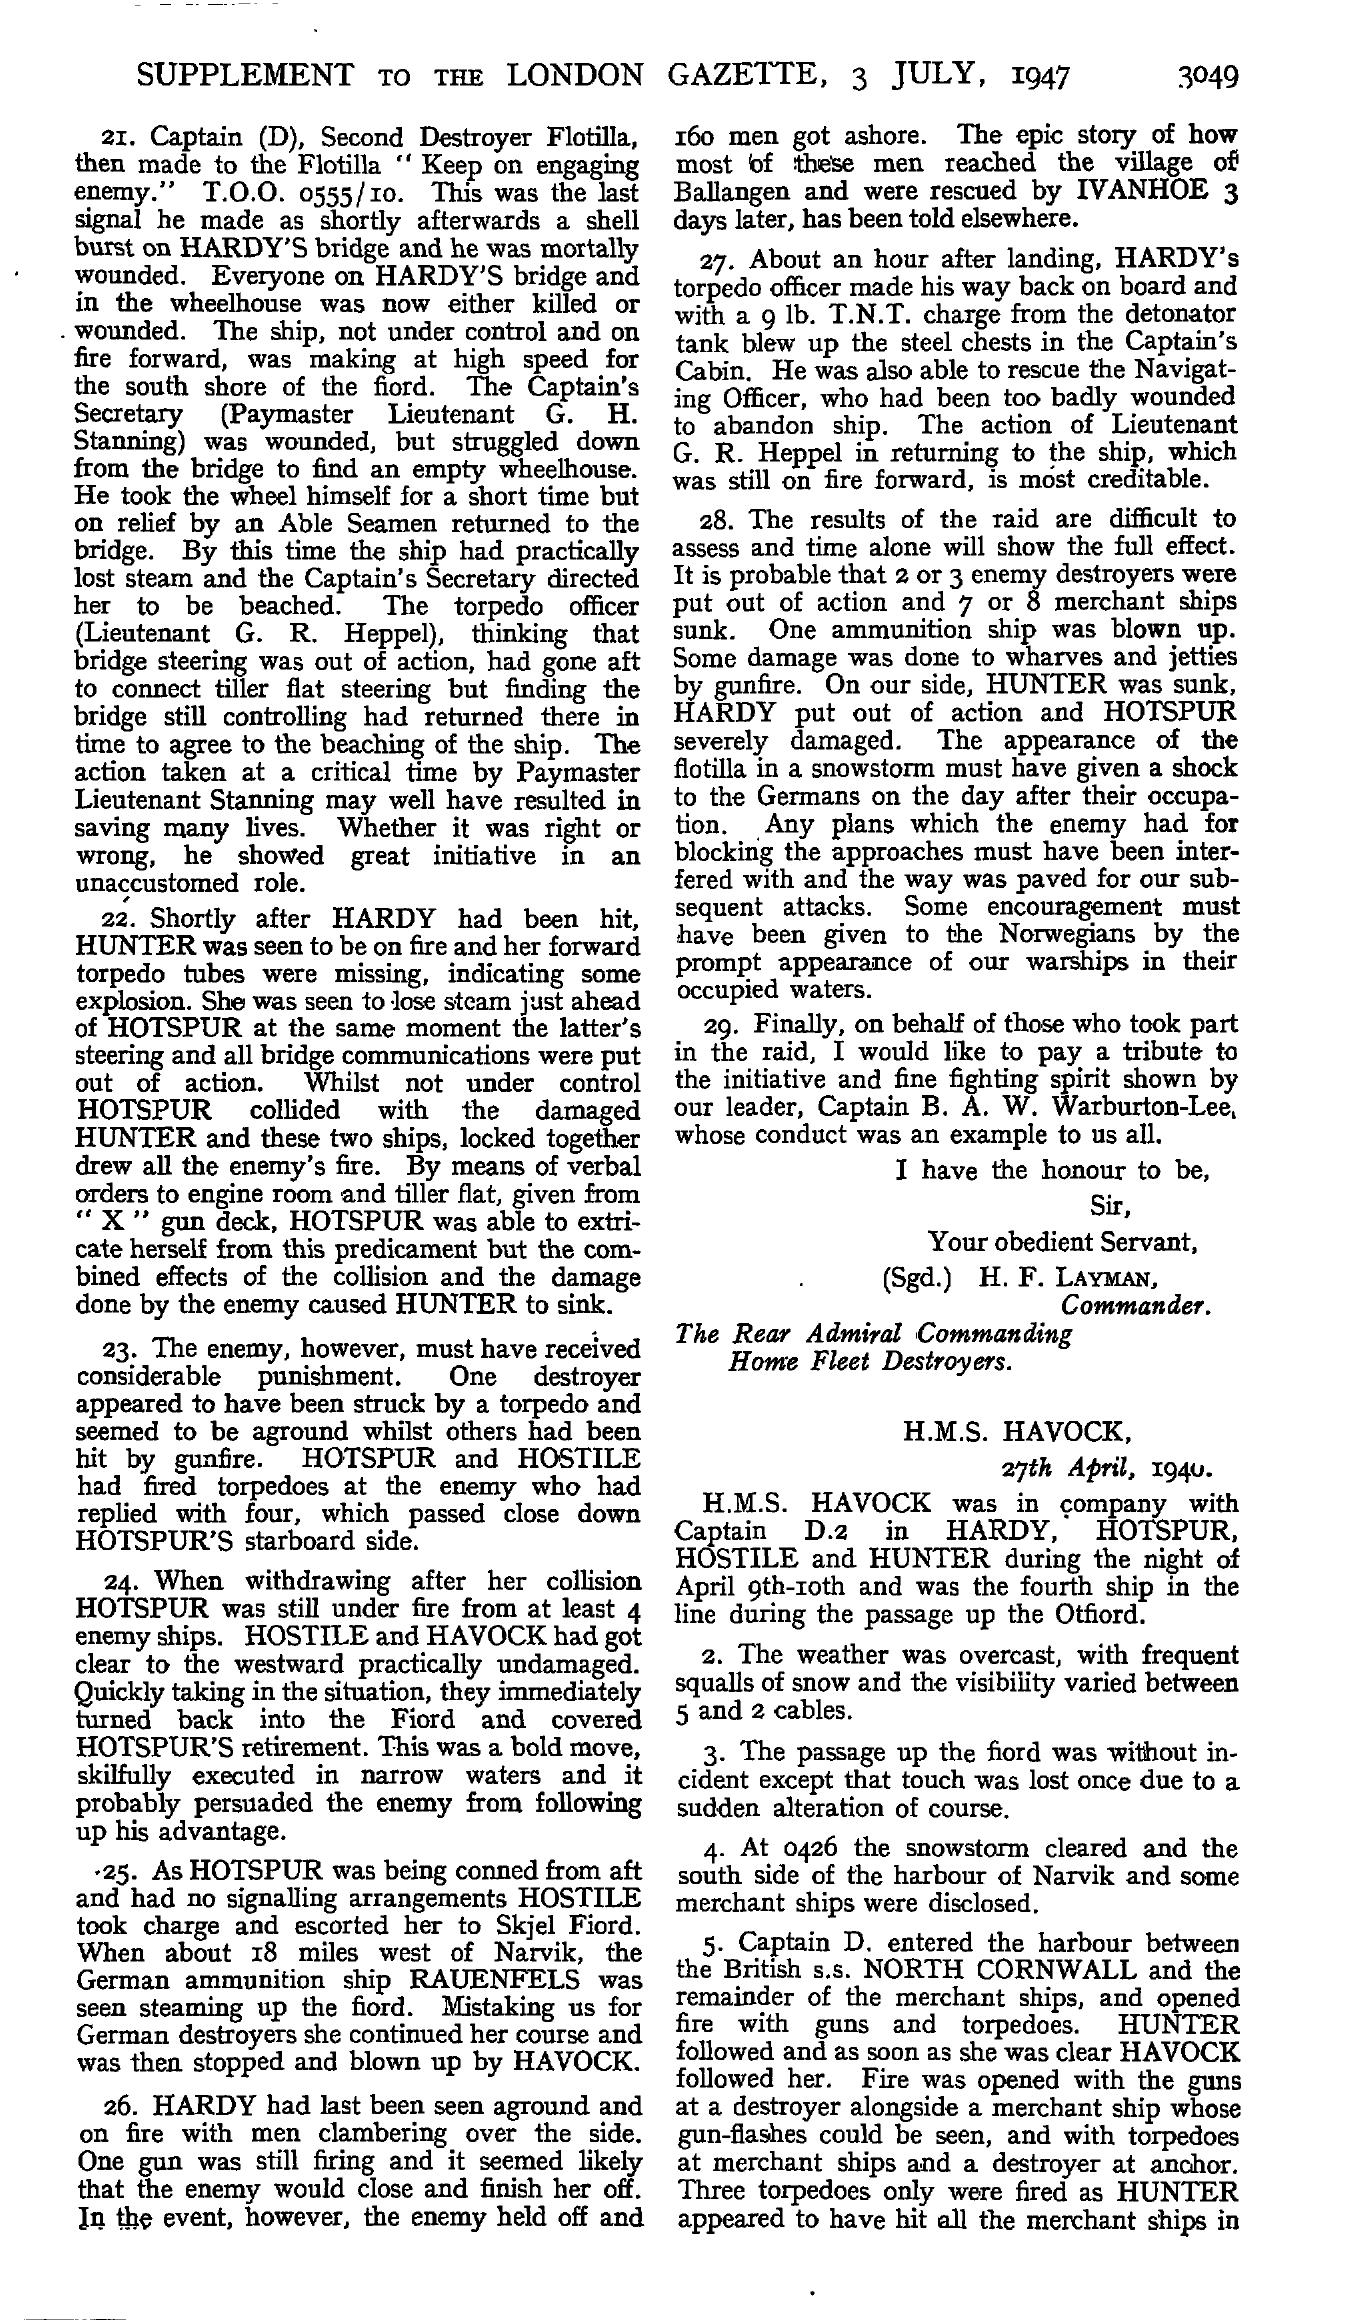 SUPPLEMENT TO THE LONDON GAZETTE, 3 JULY, 1947 3049
21. Captain (D), Second Destroyer Flotilla,
then made to the Flotilla " Keep on engaging
enemy." T.O.O. 0555/10. This was the last
signal he made as shortly afterwards a shell
burst on HARDY'S bridge and he was mortally
wounded. Everyone on HARDY'S bridge and
in the wheelhouse was now either killed or
wounded. The ship, not under control and on
fire forward, was making at high speed for
the south shore of the fiord. The Captain's
Secretary (Paymaster Lieutenant G. H.
Stanning) was wounded, but struggled down
from the bridge to find an empty wheelhouse.
He took the wheel himself for a short time but
on relief by an Able Seamen returned to the
bridge. By this time the ship had practically
lost steam and the Captain's Secretary directed
her to be beached. The torpedo officer
(Lieutenant G. R. Heppel), thinking that
bridge steering was out of action, had gone aft
to connect tiller flat steering but finding the
bridge still controlling had returned there in
time to agree to the beaching of the ship. The
action taken at a critical time by Paymaster
Lieutenant Stanning may well have resulted in
saving many lives. Whether it was right or
wrong, he showed great initiative in an
unaccustomed role.
22. Shortly after HARDY had been hit,
HUNTER was seen to be on fire and her forward
torpedo tubes were missing, indicating some
explosion. She was seen to lose steam just ahead
of HOTSPUR at the same moment the latter's
steering and all bridge communications were put
out of action. Whilst not under control
HOTSPUR collided with the damaged
HUNTER and these two ships, locked together
drew all the enemy's fire. By means of verbal
orders to engine room and tiller flat, given from
" X " gun deck, HOTSPUR was able to extri-
cate herself from this predicament but the com-
bined effects of the collision and the damage
done by the enemy caused HUNTER to sink.
23. The enemy, however, must have received
considerable punishment. One destroyer
appeared to have been struck by a torpedo and
seemed to be aground whilst others had been
hit by gunfire. HOTSPUR and HOSTILE
had fired torpedoes at the enemy who had
replied with four, which passed close down
HOTSPUR'S starboard side.
24. When withdrawing after her collision
HOTSPUR was still under fire from at least 4
enemy ships. HOSTILE and HAVOCK had got
clear to the westward practically undamaged.
Quickly taking in the situation, they immediately
turned back into the Fiord and covered
HOTSPUR'S retirement. This was a bold move,
skilfully executed in narrow waters and it
probably persuaded the enemy from following
up his advantage.
25. As HOTSPUR was being conned from aft
and had no signalling arrangements HOSTILE
took charge and escorted her to Skjel Fiord.
When about 18 miles west of Narvik, the
German ammunition ship RAUENFELS was
seen steaming up the fiord. Mistaking us for
German destroyers she continued her course and
was then stopped and blown up by HAVOCK.
26. HARDY had last been seen aground and
on fire with men clambering over the side.
One gun was still firing and it seemed likely
that the enemy would close and finish her off.
In the event, however, the enemy held off and
160 men got ashore. The epic story of how
most of these men reached the village of
Ballangen and were rescued by IVANHOE 3
days later, has been told elsewhere.
27. About an hour after landing, HARDY's
torpedo officer made his way back on board and
with a 9 lb. T.N.T. charge from the detonator
tank blew up the steel chests in the Captain's
Cabin. He was also able to rescue the Navigat-
ing Officer, who had been too badly wounded
to abandon ship. The action of Lieutenant
G. R. Heppel in returning to the ship, which
was still on fire forward, is most creditable.
28. The results of the raid are difficult to
assess and time alone will show the full effect.
It is probable that 2 or 3 enemy destroyers were
put out of action and 7 or 8 merchant ships
sunk. One ammunition ship was blown up.
Some damage was done to wharves and jetties
by gunfire. On our side, HUNTER was sunk,
HARDY put out of action and HOTSPUR
severely damaged. The appearance of the
flotilla in a snowstorm must have given a shock
to the Germans on the day after their occupa-
tion. Any plans which the enemy had for
blocking the approaches must have been inter-
fered with and the way was paved for our sub-
sequent attacks. Some encouragement must
have been given to the Norwegians by the
prompt appearance of our warships in their
occupied waters.
29. Finally, on behalf of those who took part
in the raid, I would like to pay a tribute to
the initiative and fine fighting spirit shown by
our leader, Captain B. A. W. Warburton-Lee,
whose conduct was an example to us all.
I have the honour to be,
Sir,
Your obedient Servant,
(Sgd.) H. F. LAYMAN,
Commander.
The Rear Admiral Commanding
Home Fleet Destroyers.
H.M.S. HAVOCK,
27th April, 1940.
H.M.S. HAVOCK was in company with
Captain D.2 in HARDY, HOTSPUR,
HOSTILE and HUNTER during the night of
April 9th-10th and was the fourth ship in the
line during the passage up the Otfiord.
2. The weather was overcast, with frequent
squalls of snow and the visibility varied between
5 and 2 cables.
3. The passage up the fiord was without in-
cident except that touch was lost once due to a
sudden alteration of course.
4. At 0426 the snowstorm cleared and the
south side of the harbour of Narvik and some
merchant ships were disclosed.
5. Captain D. entered the harbour between
the British s.s. NORTH CORNWALL and the
remainder of the merchant ships, and opened
fire with guns and torpedoes. HUNTER
followed and as soon as she was clear HAVOCK
followed her. Fire was opened with the guns
at a destroyer alongside a merchant ship whose
gun-flashes could be seen, and with torpedoes
at merchant ships and a destroyer at anchor.
Three torpedoes only were fired as HUNTER
appeared to have hit all the merchant ships in